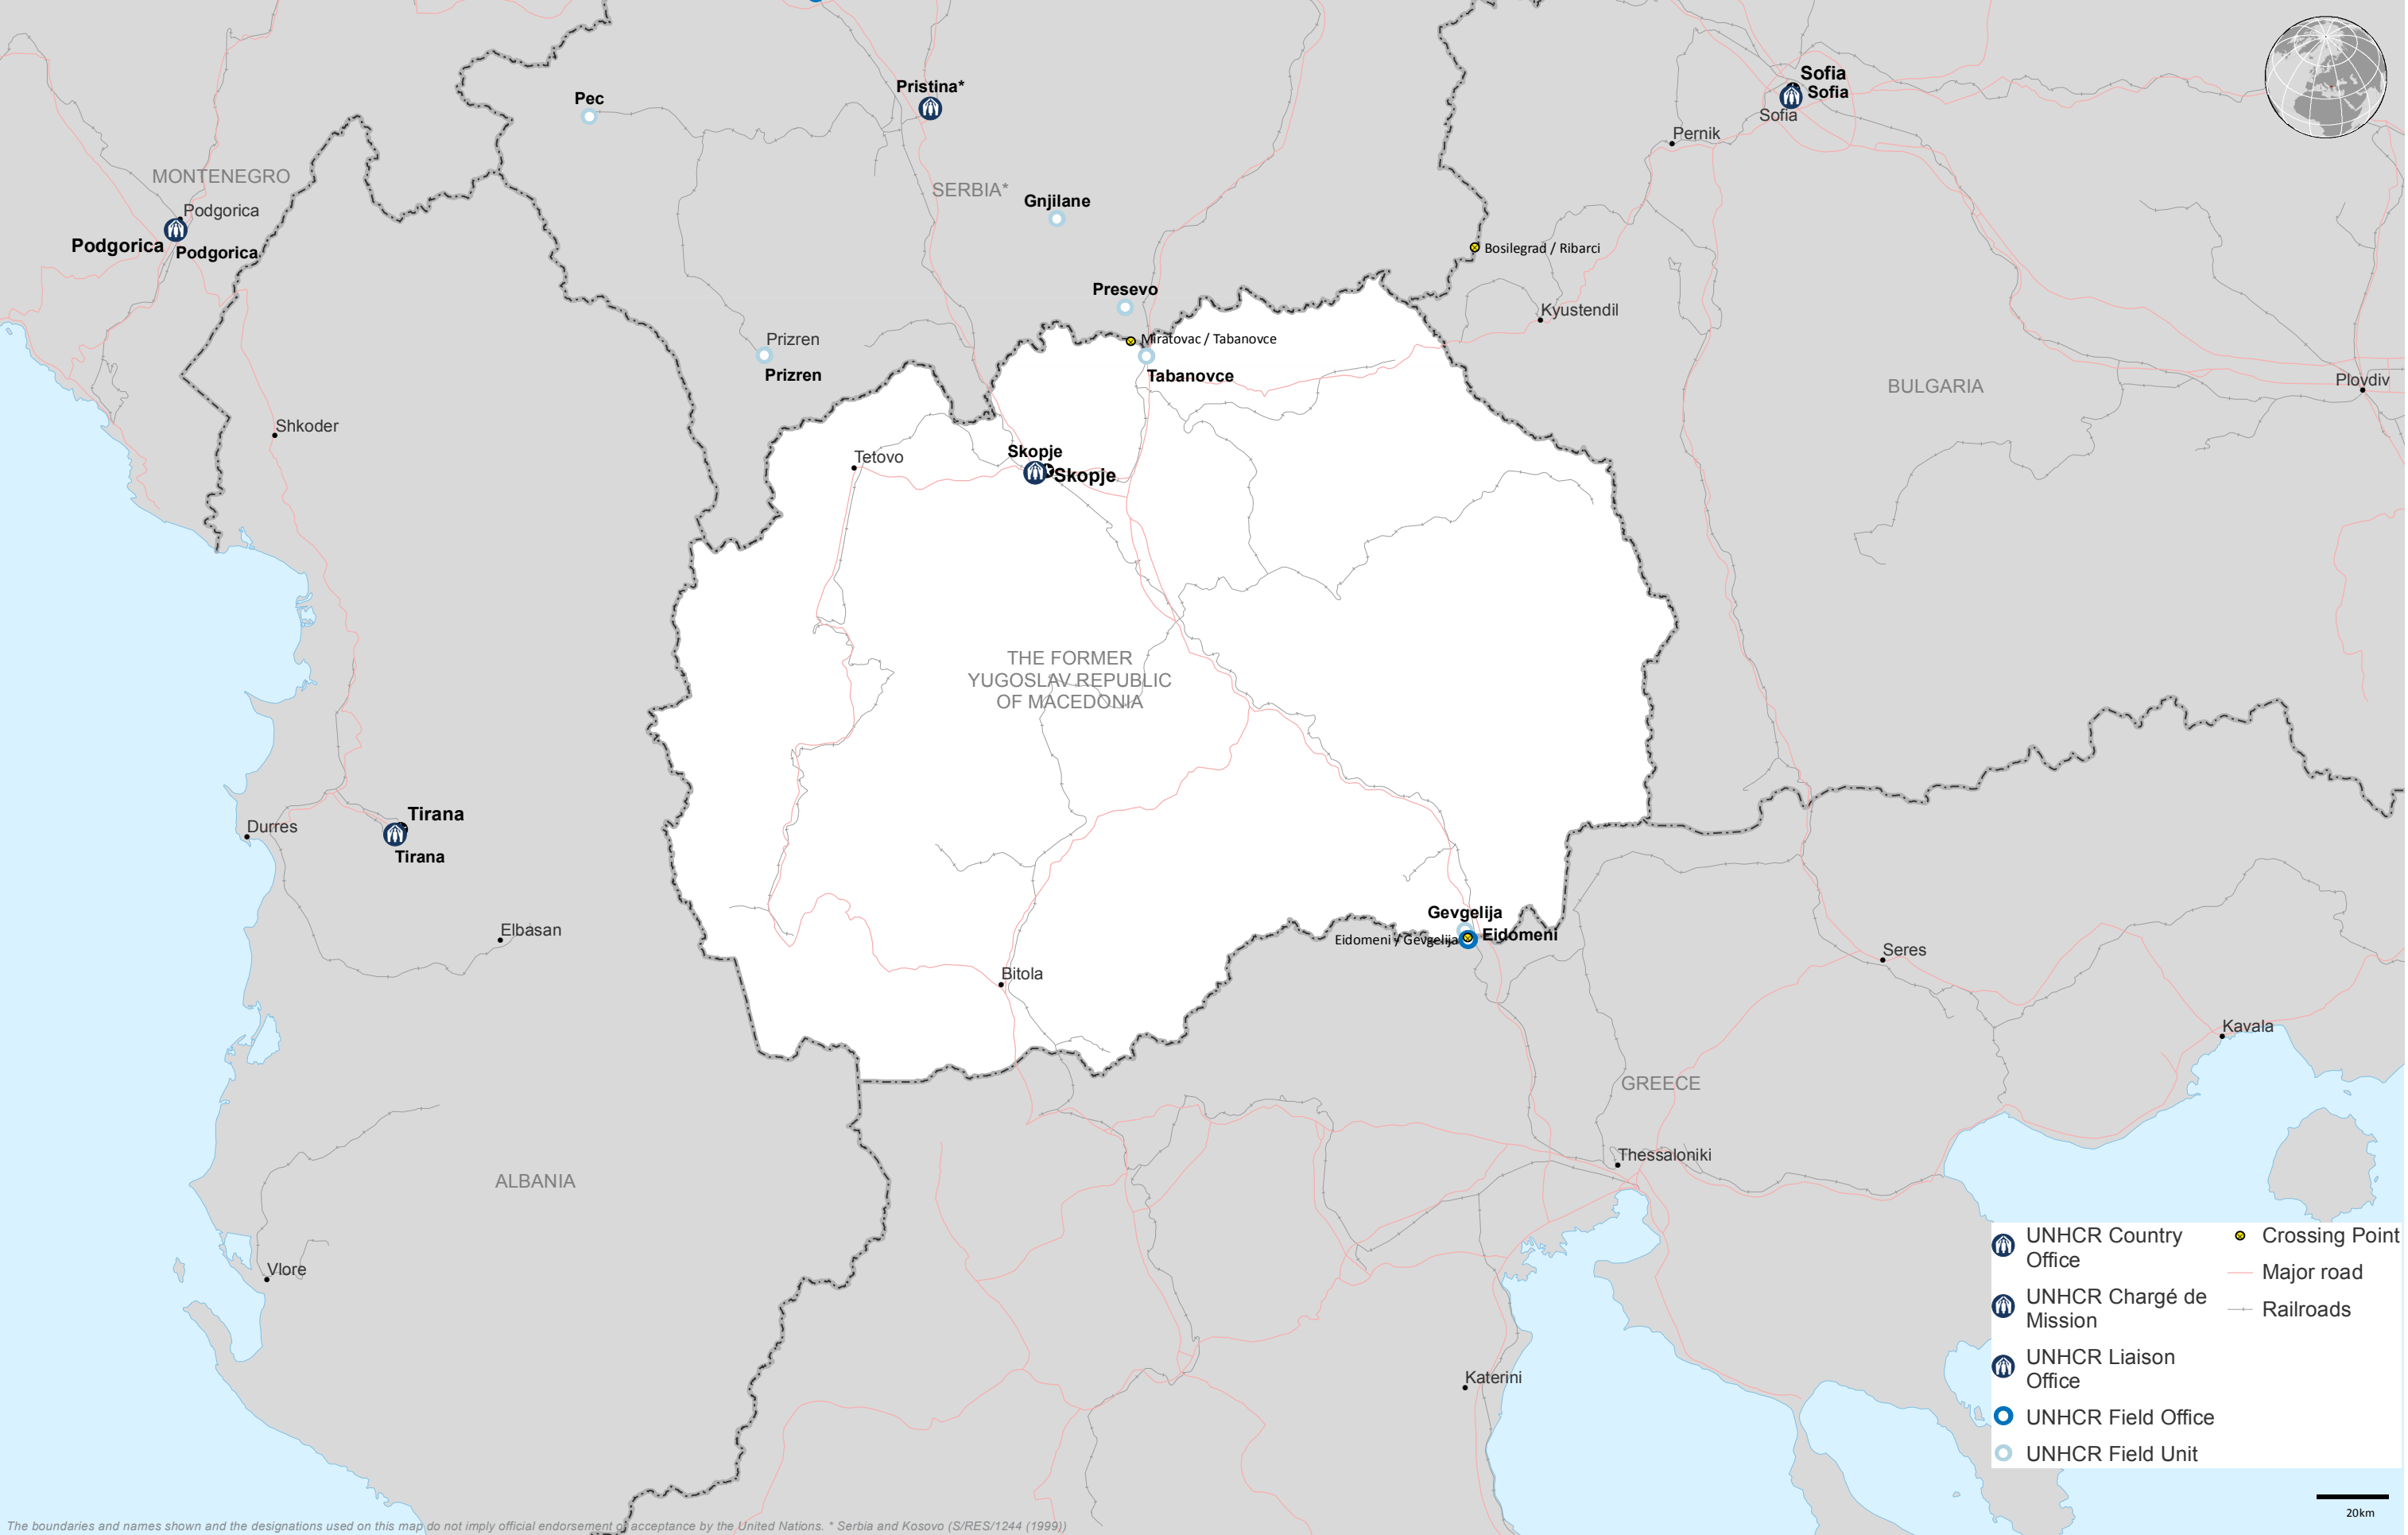 Sofia
Sofia
Sofia
Pristina*
Pec
Pernik
MONTENEGRO
SERBIA*
Gnjilane
Podgorica
Podgorica
Podgorica
Bosilegrad / Ribarci
Presevo
Kyustendil
Prizren
Miratovac / Tabanovce
Prizren
Tabanovce
Plovdiv
BULGARIA
Shkoder
Skopje
Tetovo
Skopje
THE FORMER
YUGOSLAV REPUBLIC
OF MACEDONIA
Tirana
Durres
Tirana
Gevgelija
Elbasan
Eidomeni
Eidomeni / Gevgelija
Seres
Bitola
Kavala
GREECE
Thessaloniki
ALBANIA
Vlore
Katerini
UNHCR Country
Office
UNHCR Chargé de
Mission
UNHCR Liaison
Office
UNHCR Field Office
UNHCR Field Unit
Crossing Point
Major road
Railroads
20km
The boundaries and names shown and the designations used on this map do not imply official endorsement or acceptance by the United Nations. * Serbia and Kosovo (S/RES/1244 (1999))